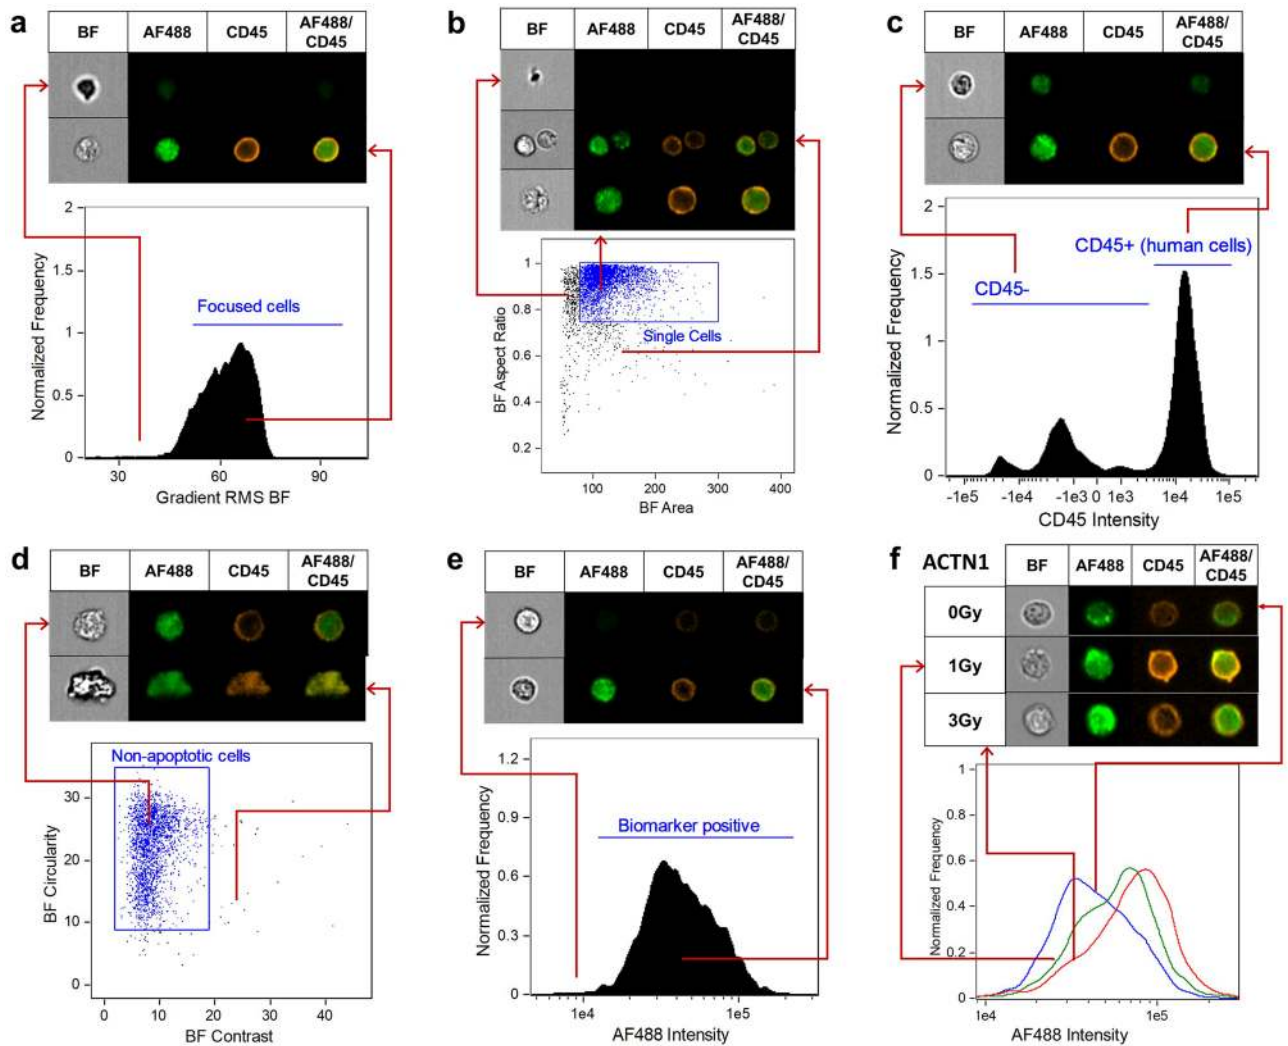 a
BF AF488 CD45 AF488/
CD45
2
1.5
1
0.5
0
Normalized Frequency
Focused cells
30 60 90
Gradient RMS BF
b
BF AF488 CD45 AF488/
CD45
1
0.8
0.6
0.4
0.2
BF Aspect Ratio
Single Cells
100 200 300 400
BF Area
c
BF AF488 CD45 AF488/
CD45
2
1.5
1
0.5
0
Normalized Frequency
CD45+ (human cells)
CD45-
-1e5 -1e4 -1e3 0 1e3 1e4 1e5
CD45 Intensity
d
BF AF488 CD45 AF488/
CD45
Non-apoptotic cells
30
20
10
0
BF Circularity
0 10 20 30 40
BF Contrast
e
BF AF488 CD45 AF488/
CD45
1.2
0.9
0.6
0.3
0
Normalized Frequency
Biomarker positive
1e4 1e5
AF488 Intensity
f
ACTN1 BF AF488 CD45 AF488/
CD45
0Gy
1Gy
3Gy
1
0.8
0.6
0.4
0.2
0
Normalized Frequency
1e4 1e5
AF488 Intensity